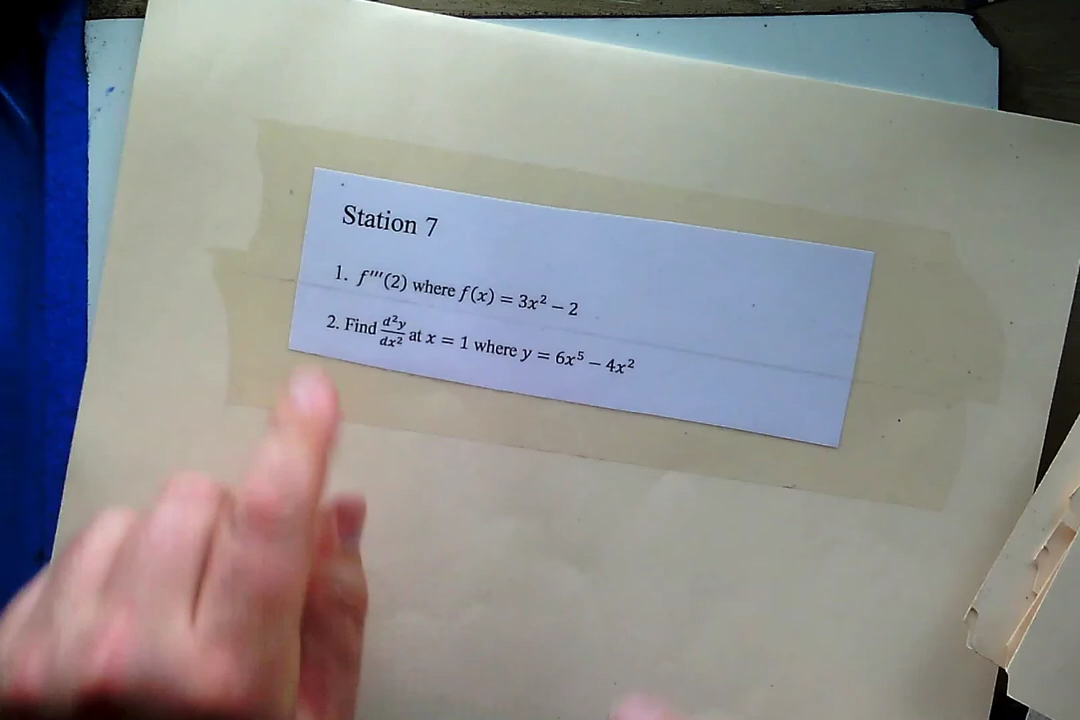 Station 7
1. f'''(2) where f(x) = 3x² − 2
2. Find d²y/dx² at x = 1 where y = 6x⁵ − 4x²